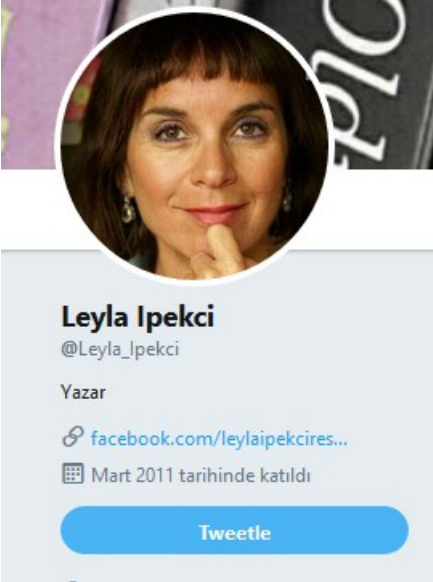 Leyla Ipekci
@Leyla_Ipekci
Yazar
facebook.com/leylaipekcires...
Mart 2011 tarihinde katıldı
Tweetle